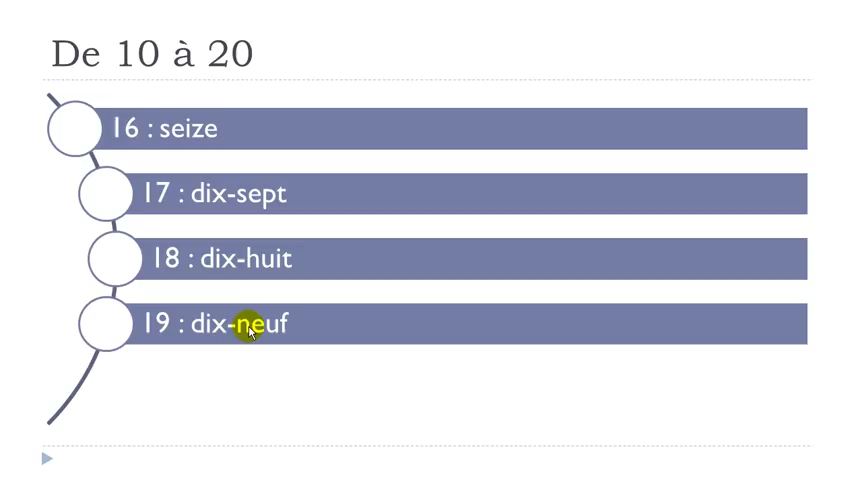 De 10 à 20
16 : seize
17 : dix-sept
18 : dix-huit
19 : dix-neuf